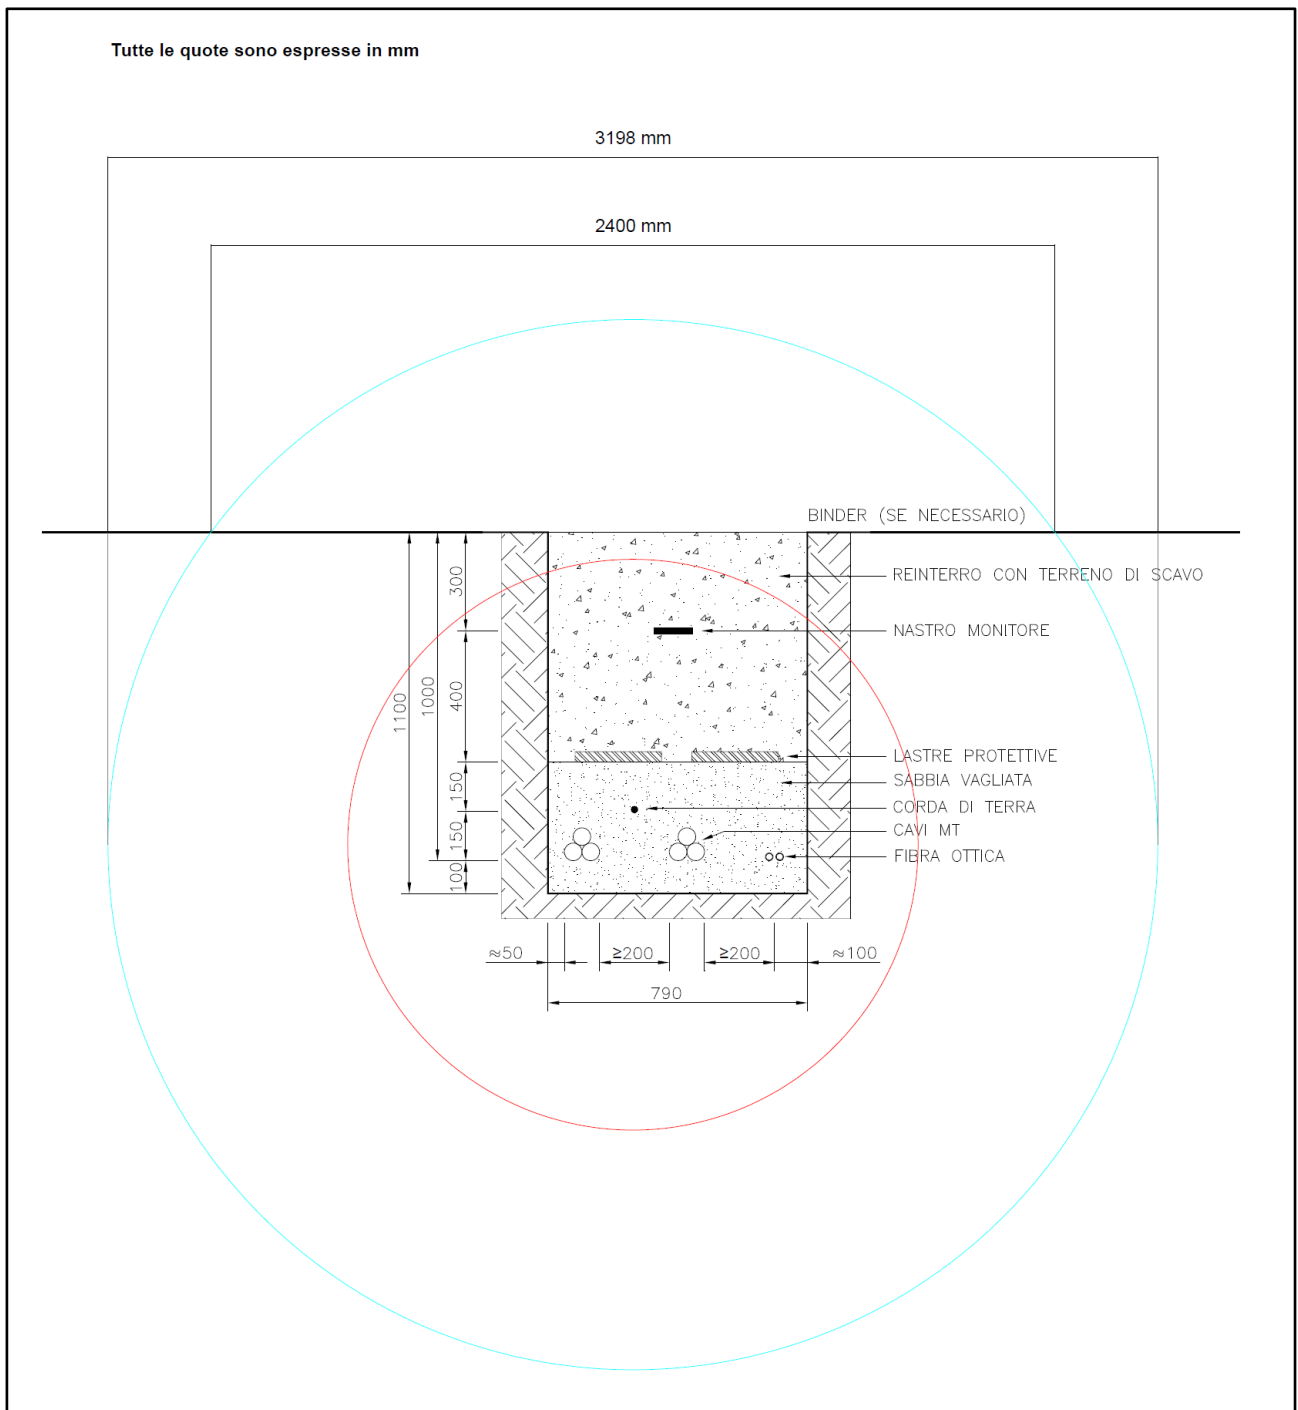 Tutte le quote sono espresse in mm
3198 mm
2400 mm
BINDER (SE NECESSARIO)
REINTERRO CON TERRENO DI SCAVO
NASTRO MONITORE
LASTRE PROTETTIVE
SABBIA VAGLIATA
CORDA DI TERRA
CAVI MT
FIBRA OTTICA
1100
1000
300
400
150
150
100
≈50
≥200
≥200
≈100
790